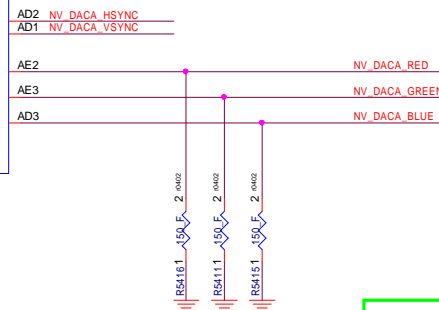 AD2 NV_DACA_HSYNC
AD1 NV_DACA_VSYNC
AE2 NV_DACA_RED
AE3 NV_DACA_GREEN
AD3 NV_DACA_BLUE
R5416 1 150_F 2 r0402
R5411 1 150_F 2 r0402
R5415 1 150_F 2 r0402